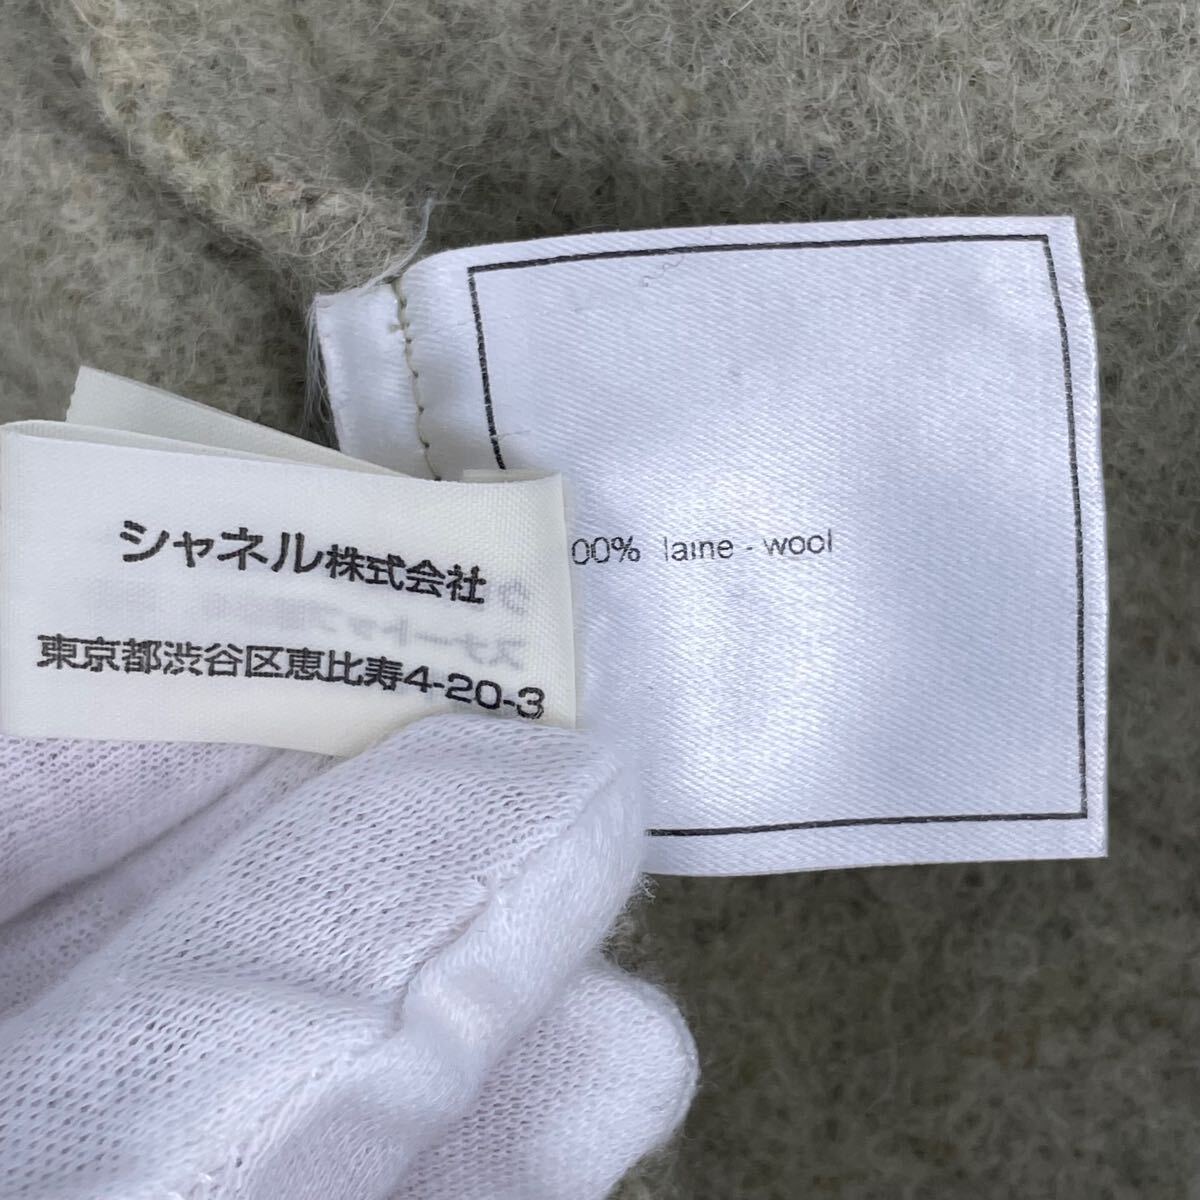 シャネル株式会社
東京都渋谷区恵比寿4-20-3
00% laine - wool